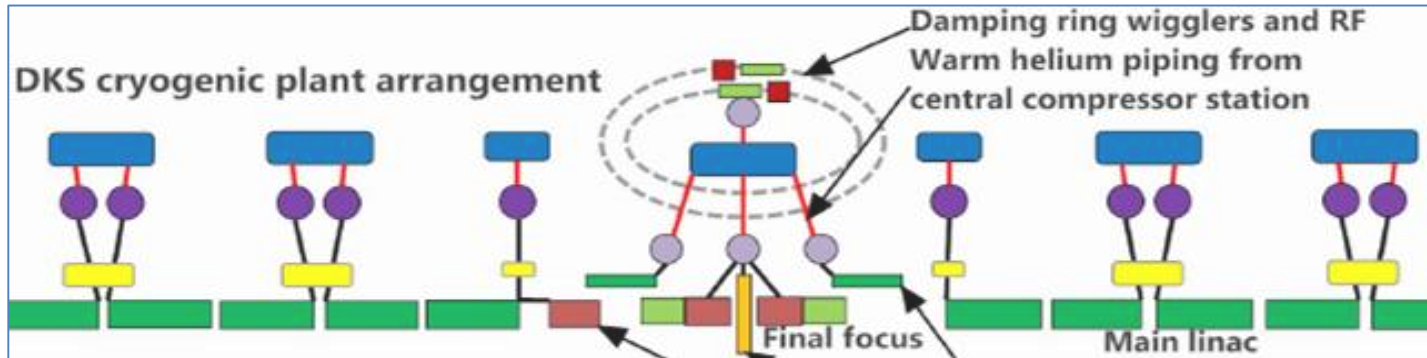 Damping ring wigglers and RF
Warm helium piping from
central compressor station
DKS cryogenic plant arrangement
Final focus
Main linac